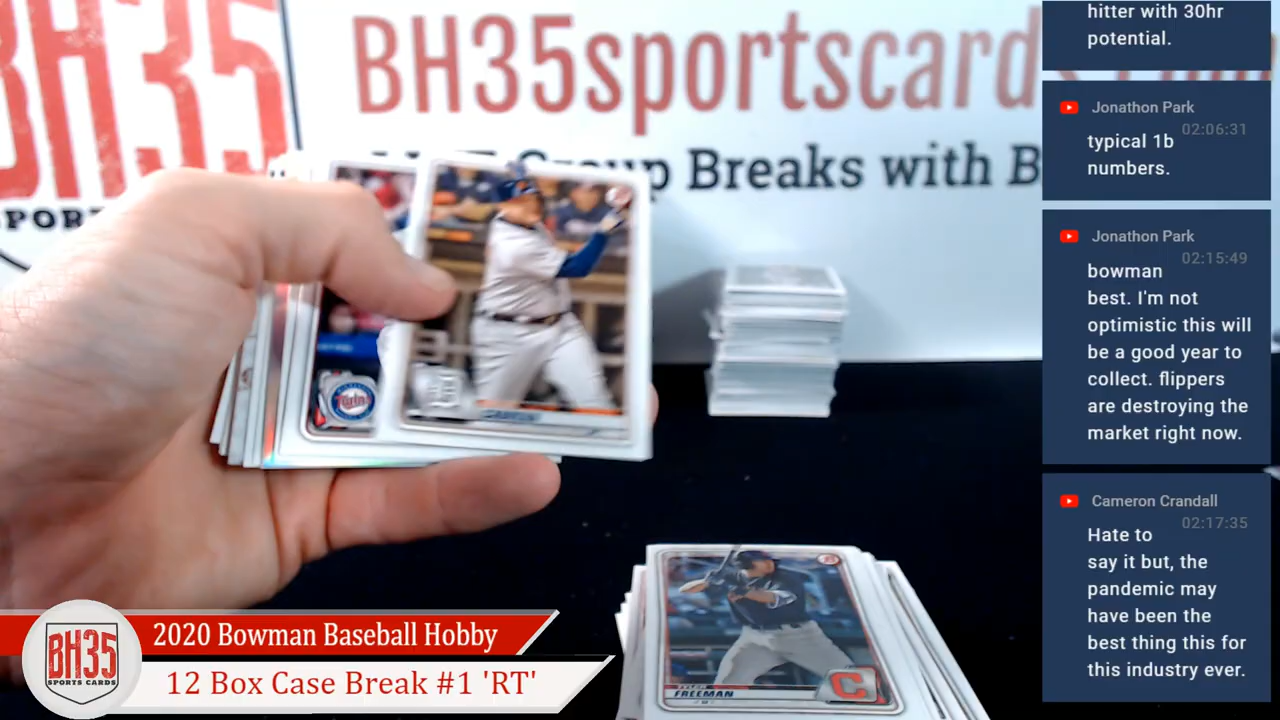 BH35
SPORT
BH35sportscard
Group Breaks with B
Twins
TYLER
FREEMAN
C
hitter with 30hr
potential.
Jonathon Park
02:06:31
typical 1b
numbers.
Jonathon Park
02:15:49
bowman
best. I'm not
optimistic this will
be a good year to
collect. flippers
are destroying the
market right now.
Cameron Crandall
02:17:35
Hate to
say it but, the
pandemic may
have been the
best thing this for
this industry ever.
BH35
SPORTS CARDS
2020 Bowman Baseball Hobby
12 Box Case Break #1 'RT'